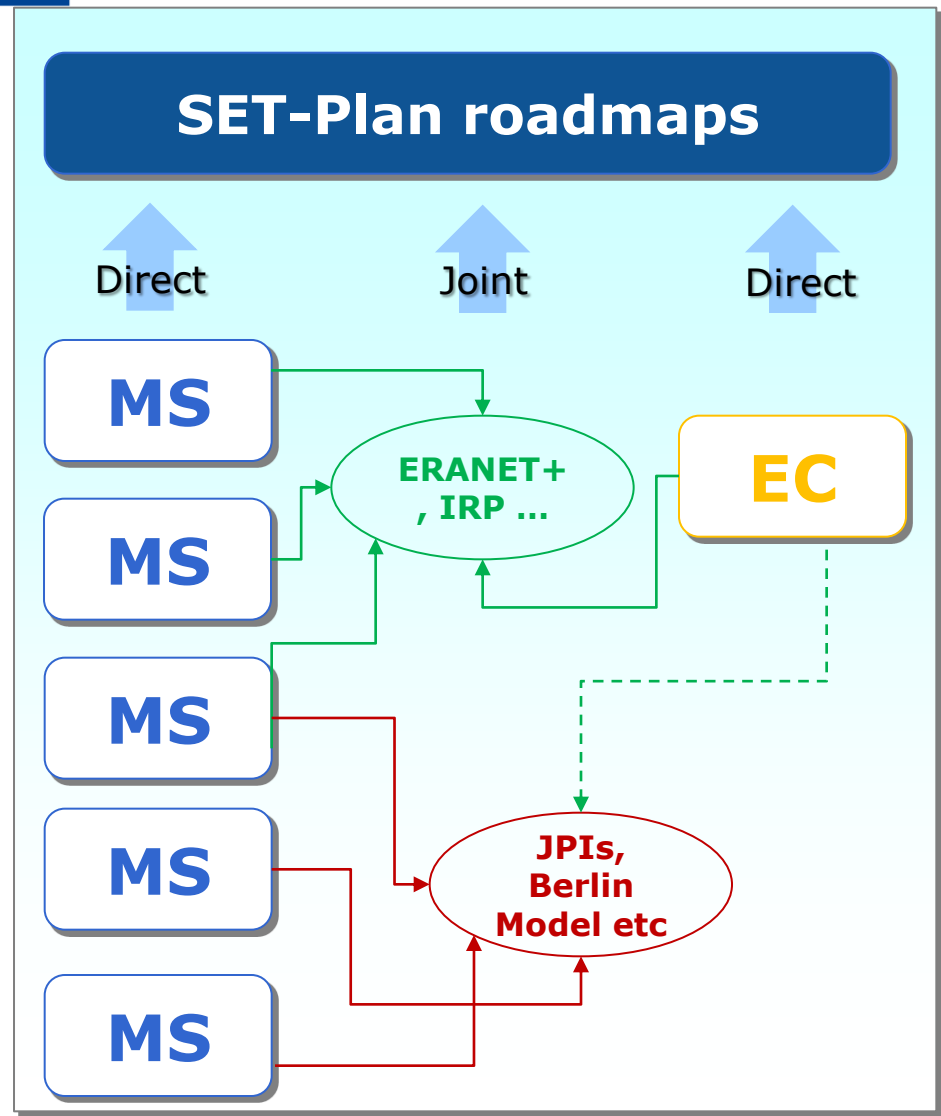 SET-Plan roadmaps
Direct
Joint
Direct
MS
ERANET+
, IRP ...
EC
MS
MS
MS
JPIs,
Berlin
Model etc
MS